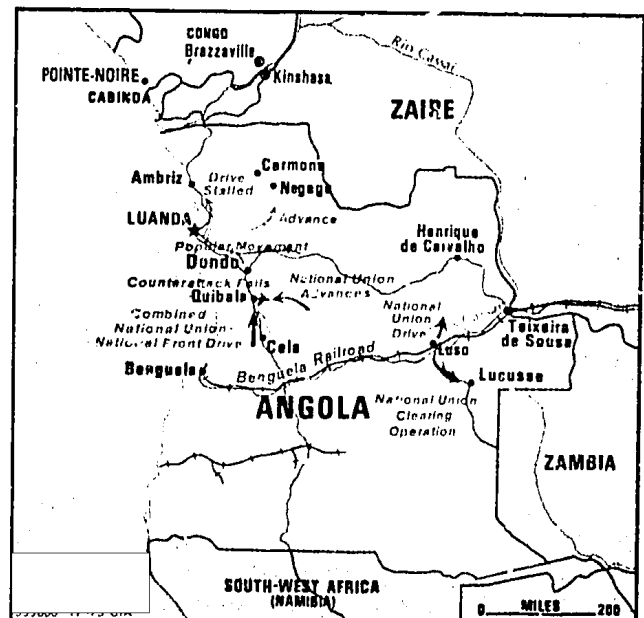 CONGO
Brazzaville
Kinshasa
Rio Cassai
POINTE-NOIRE
CABINDA
ZAIRE
Ambriz
Drive
Stalled
Carmona
Negage
LUANDA
Advance
Popular Movement
Henrique
de Carvalho
Dondo
Counterattack Fails
Quibala
National Union
Advances
Combined
National Union-
National Front Drive
National
Union
Drive
Teixeira
de Sousa
Cela
Luso
Benguela
Benguela Railroad
Lucusse
ANGOLA
National Union
Clearing
Operation
ZAMBIA
SOUTH-WEST AFRICA
(NAMIBIA)
0 MILES 200